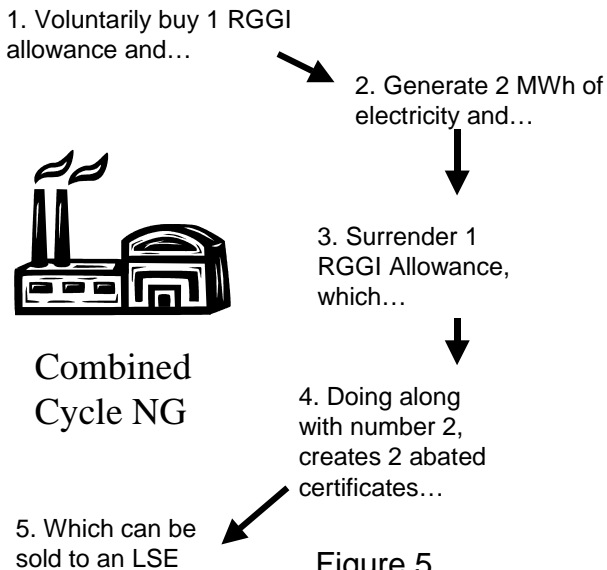 1. Voluntarily buy 1 RGGI
allowance and…
2. Generate 2 MWh of
electricity and…
3. Surrender 1
RGGI Allowance,
which…
Combined
Cycle NG
4. Doing along
with number 2,
creates 2 abated
certificates…
5. Which can be
sold to an LSE
Figure 5